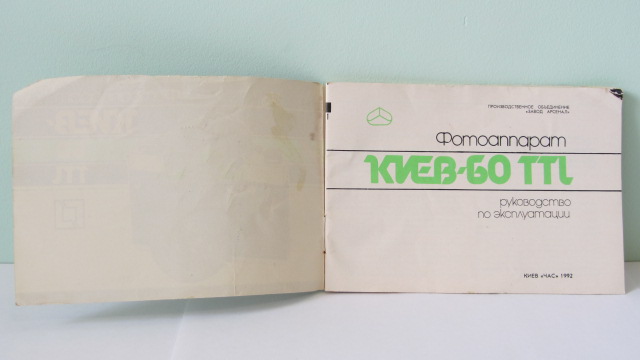 ПРОИЗВОДСТВЕННОЕ ОБЪЕДИНЕНИЕ
«ЗАВОД АРСЕНАЛ»
Фотоаппарат
КИЕВ-60 TTL
руководство
по эксплуатации
КИЕВ «ЧАС» 1992